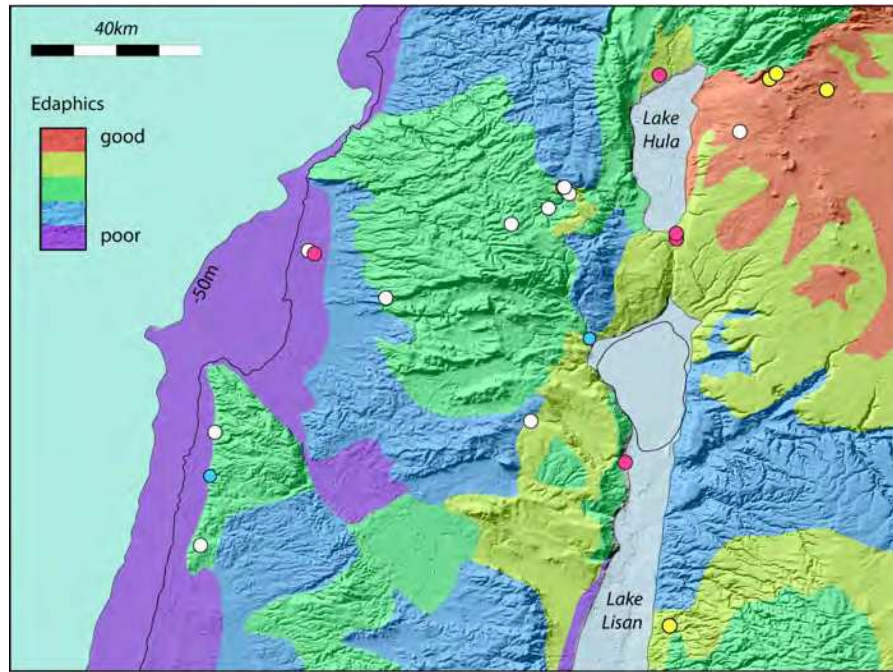 40km
Edaphics
good
poor
-50m
Lake
Hula
Lake
Lisan